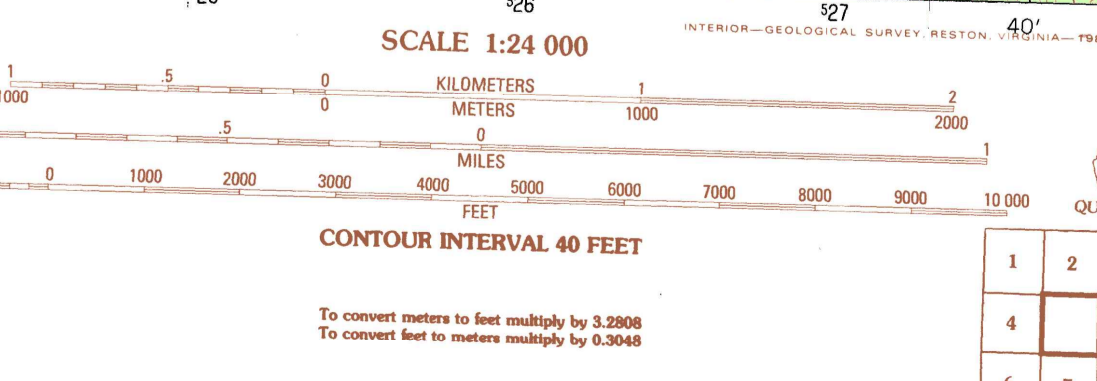 526 527
40'
INTERIOR—GEOLOGICAL SURVEY, RESTON, VIRGINIA—
SCALE 1:24 000
1 .5 0 KILOMETERS 1 2
1000 0 METERS 1000 2000
.5 0 1
MILES
0 1000 2000 3000 4000 5000 6000 7000 8000 9000 10 000
FEET
CONTOUR INTERVAL 40 FEET
To convert meters to feet multiply by 3.2808
To convert feet to meters multiply by 0.3048
1 2
4